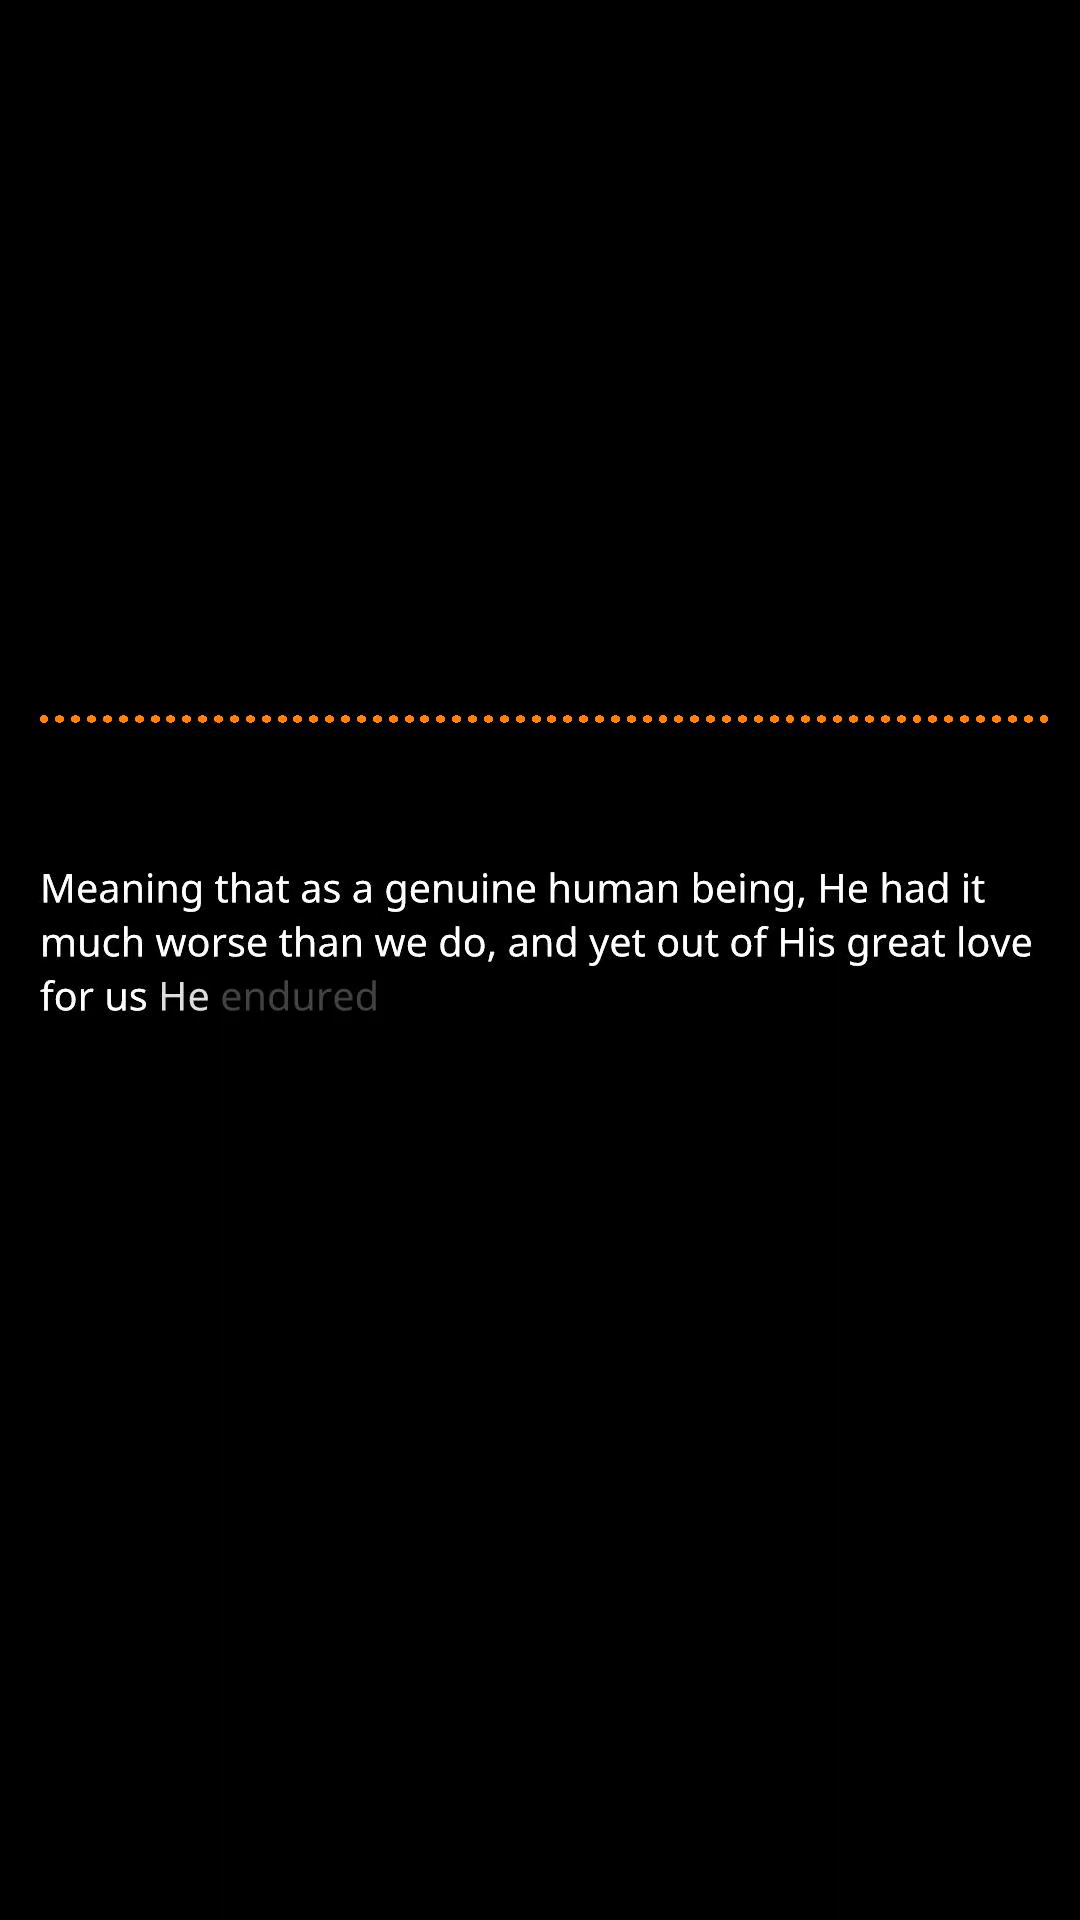 Meaning that as a genuine human being, He had it
much worse than we do, and yet out of His great love
for us He endured